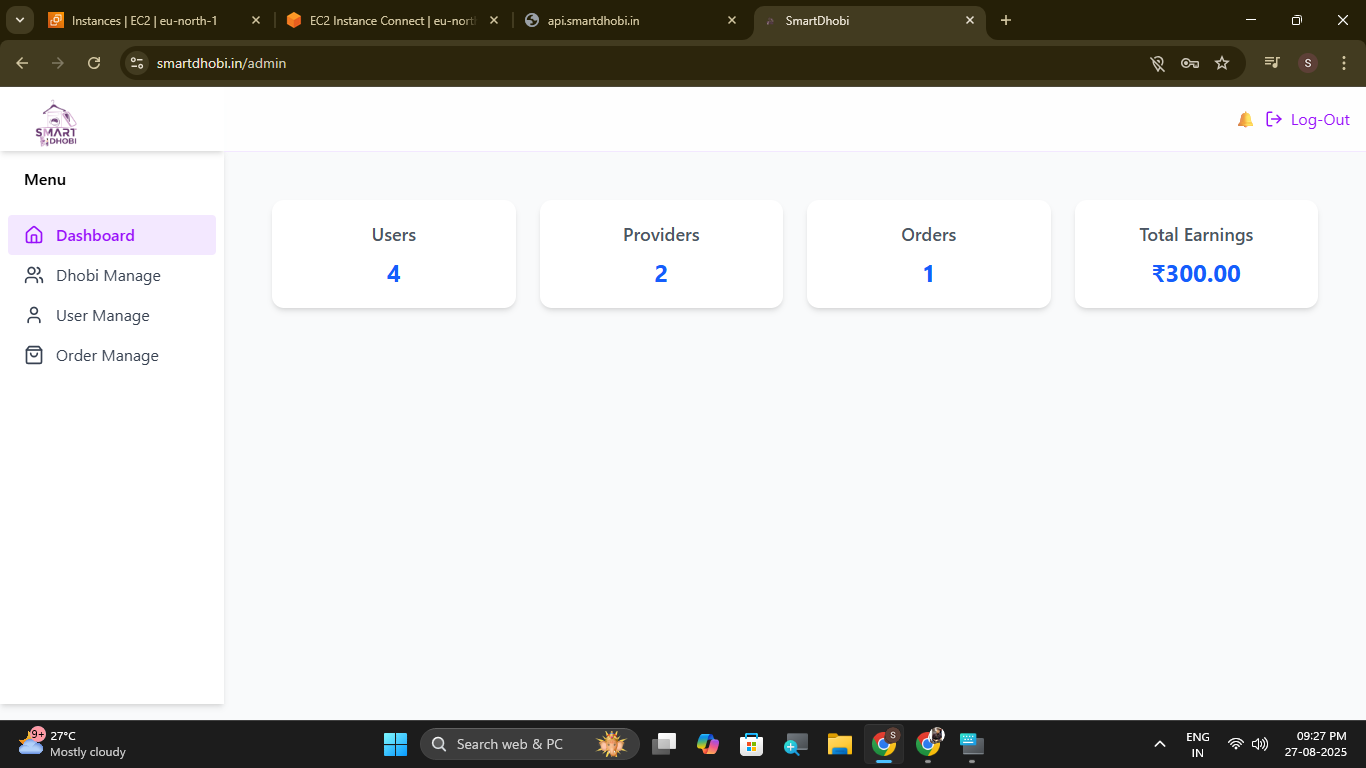 Instances | EC2 | eu-north-1
EC2 Instance Connect | eu-nort
api.smartdhobi.in
SmartDhobi
smartdhobi.in/admin
S
SMART
DHOBI
Log-Out
Menu
Dashboard
Dhobi Manage
User Manage
Order Manage
Users
4
Providers
2
Orders
1
Total Earnings
₹300.00
9+
27°C
Mostly cloudy
Search web & PC
S
ENG
IN
09:27 PM
27-08-2025